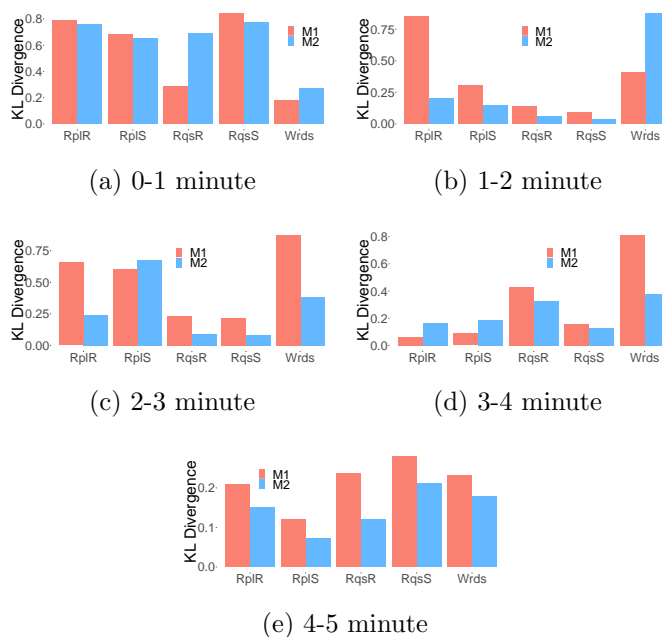 KL Divergence
0.8
0.6
0.4
0.2
0.0
M1
M2
RplR RplS RqsR RqsS Wrds
(a) 0-1 minute
KL Divergence
0.75
0.50
0.25
0.00
M1
M2
RplR RplS RqsR RqsS Wrds
(b) 1-2 minute
KL Divergence
0.75
0.50
0.25
0.00
M1
M2
RplR RplS RqsR RqsS Wrds
(c) 2-3 minute
KL Divergence
0.8
0.6
0.4
0.2
0.0
M1
M2
RplR RplS RqsR RqsS Wrds
(d) 3-4 minute
KL Divergence
0.2
0.1
0.0
M1
M2
RplR RplS RqsR RqsS Wrds
(e) 4-5 minute